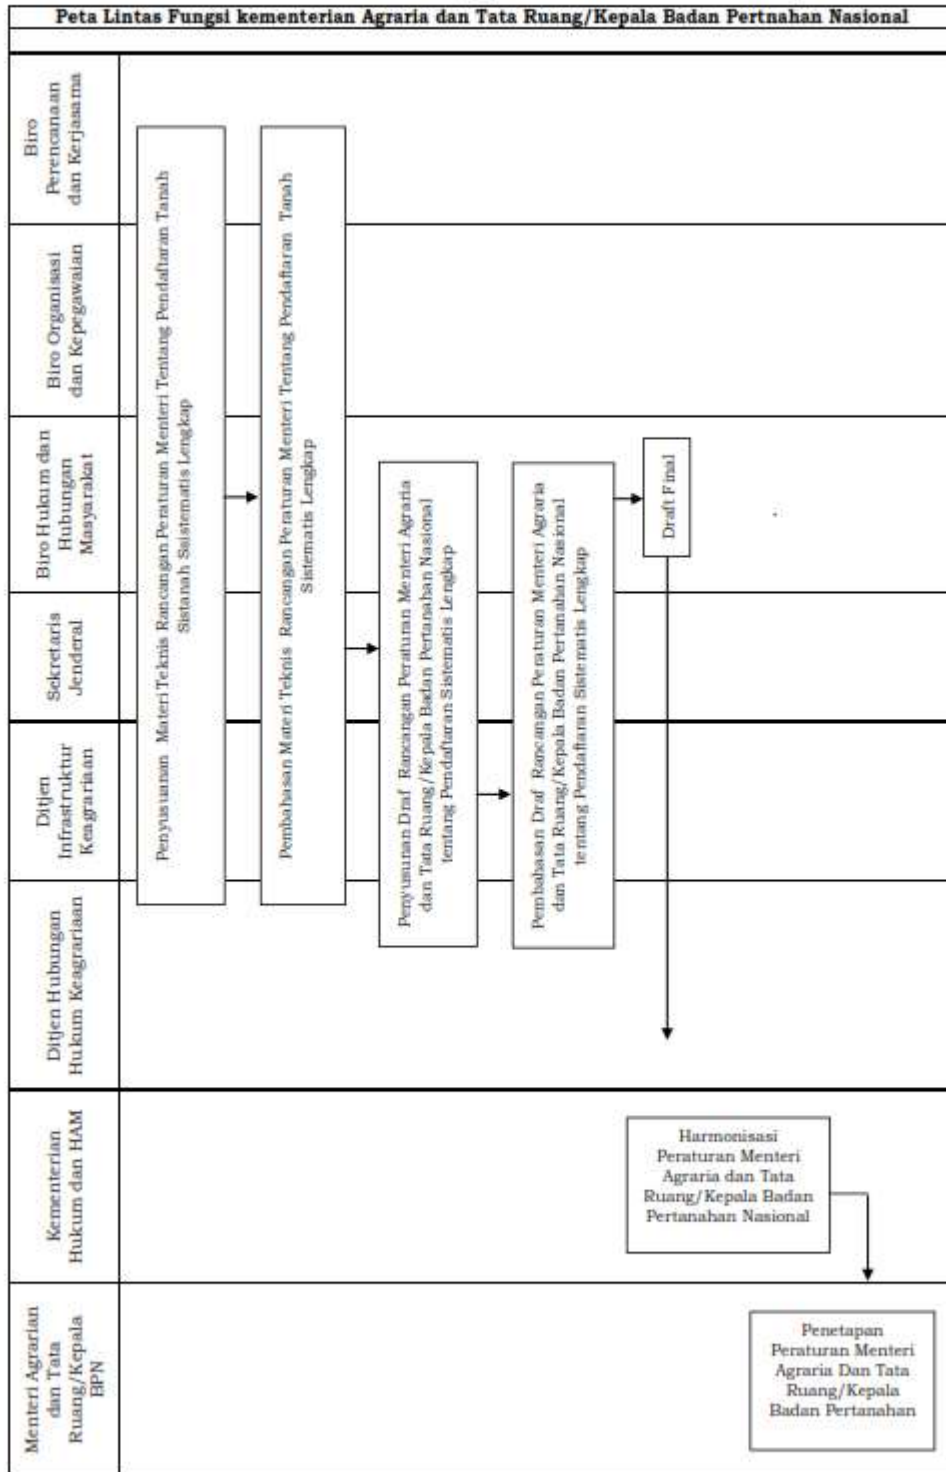 Peta Lintas Fungsi kementerian Agraria dan Tata Ruang/Kepala Badan Pertnahan Nasional
Biro
Perencanaan
dan Kerjasama
Biro Organisasi
dan Kepegawaian
Biro Hukum dan
Hubungan
Masyarakat
Sekretaris
Jenderal
Ditjen
Infrastruktur
Keagrariaan
Ditjen Hubungan
Hukum Keagrariaan
Kementerian
Hukum dan HAM
Menteri Agrarian
dan Tata
Ruang/Kepala
BPN
Penyusuanan Materi Teknis Rancangan Peraturan Menteri Tentang Pendaftaran Tanah
Sistanah Saistematis Lengkap
Pembahasan Materi Teknis Rancangan Peraturan Menteri Tentang Pendaftaran Tanah
Sistematis Lengkap
Penyusunan Draf Rancangan Peraturan Menteri Agraria
dan Tata Ruang/Kepala Badan Pertanahan Nasional
tentang Pendaftaran Sistematis Lengkap
Pembahasan Draf Rancangan Peraturan Menteri Agraria
dan Tata Ruang/Kepala Badan Pertanahan Nasional
tentang Pendaftaran Sistematis Lengkap
Draft Final
Harmonisasi
Peraturan Menteri
Agraria dan Tata
Ruang/Kepala Badan
Pertanahan Nasional
Penetapan
Peraturan Menteri
Agraria Dan Tata
Ruang/Kepala
Badan Pertanahan